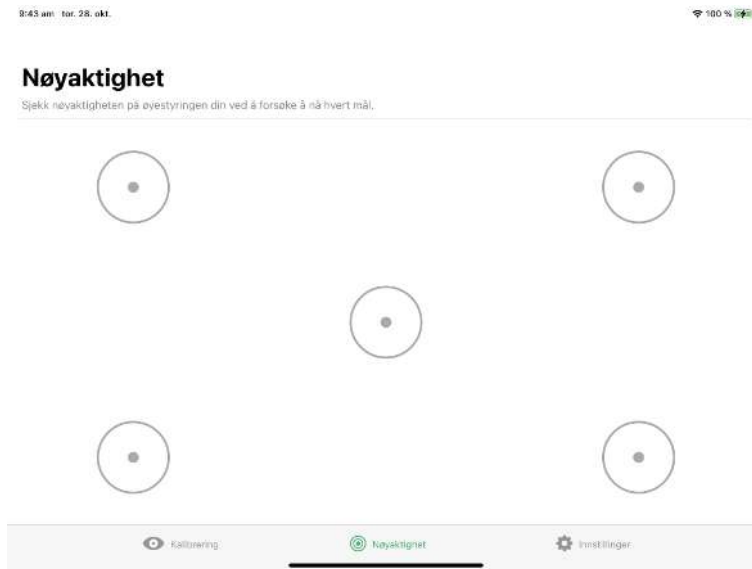 9:43 am tor. 28. okt.
100 %
Nøyaktighet
Sjekk nøyaktigheten på øyestyringen din ved å forsøke å nå hvert mål.
Kalibrering
Nøyaktighet
Innstillinger